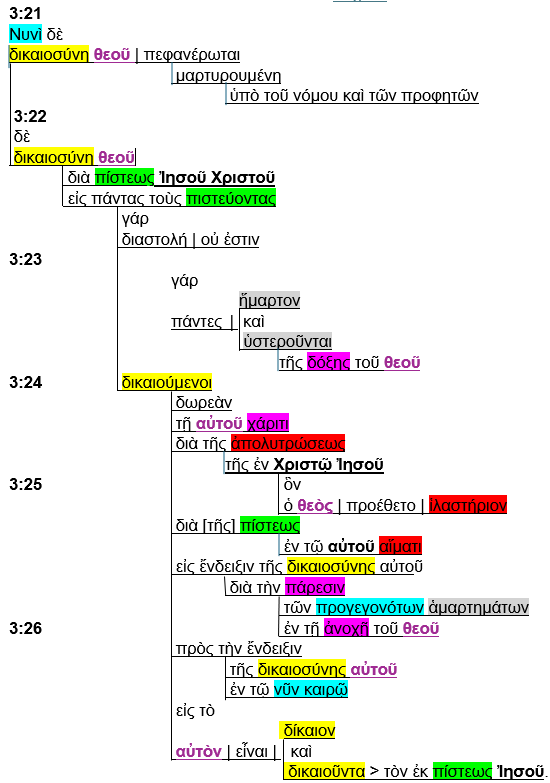 3:21
Νυνὶ δὲ
δικαιοσύνη θεοῦ | πεφανέρωται
μαρτυρουμένη
ὑπὸ τοῦ νόμου καὶ τῶν προφητῶν
3:22
δὲ
δικαιοσύνη θεοῦ
διὰ πίστεως Ἰησοῦ Χριστοῦ
εἰς πάντας τοὺς πιστεύοντας
γάρ
διαστολή | οὐ ἐστιν
3:23
γάρ
ἥμαρτον
πάντες | καὶ
ὑστεροῦνται
τῆς δόξης τοῦ θεοῦ
3:24
δικαιούμενοι
δωρεὰν
τῇ αὐτοῦ χάριτι
διὰ τῆς ἀπολυτρώσεως
τῆς ἐν Χριστῷ Ἰησοῦ
3:25
ὃν
ὁ θεὸς | προέθετο | ἱλαστήριον
διὰ [τῆς] πίστεως
ἐν τῷ αὐτοῦ αἵματι
εἰς ἔνδειξιν τῆς δικαιοσύνης αὐτοῦ
διὰ τὴν πάρεσιν
τῶν προγεγονότων ἁμαρτημάτων
3:26
ἐν τῇ ἀνοχῇ τοῦ θεοῦ
πρὸς τὴν ἔνδειξιν
τῆς δικαιοσύνης αὐτοῦ
ἐν τῷ νῦν καιρῷ
εἰς τὸ
δίκαιον
αὐτὸν | εἶναι | καὶ
δικαιοῦντα > τὸν ἐκ πίστεως Ἰησοῦ.